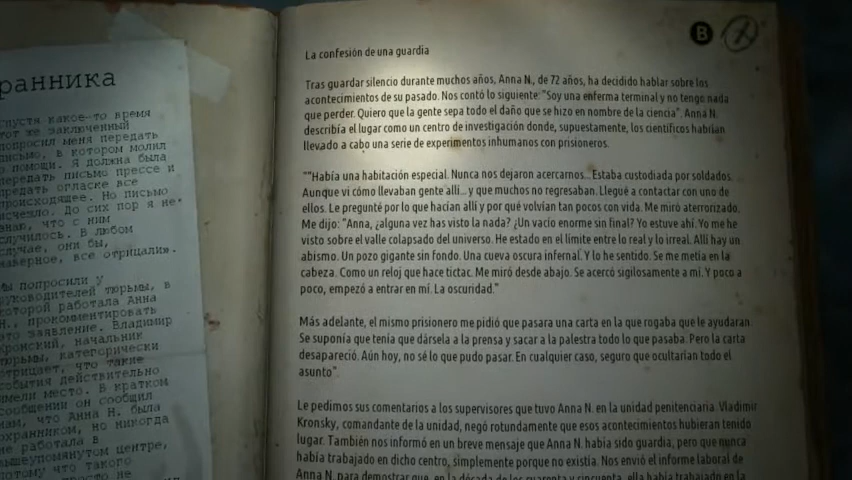 ранника
спустя какое-то время
тот же заключенный
попросил меня передать
письмо, в котором молил
о помощи. Я должна была
передать письмо прессе и
предать огласке все
происходящее. Но письмо
исчезло. До сих пор я не
знаю, что с ним
случилось. В любом
случае, они бы,
наверное, все отрицали».
Мы попросили у
руководителей тюрьмы, в
которой работала Анна
Н., прокомментировать
это заявление. Владимир
Кронский, начальник
тюрьмы, категорически
отрицает, что такие
события действительно
имели место. В кратком
сообщении он сообщил
нам, что Анна Н. была
охранником, но никогда
не работала в
вышеупомянутом центре,
потому что такого
просто не
B
La confesión de una guardia
Tras guardar silencio durante muchos años, Anna N., de 72 años, ha decidido hablar sobre los
acontecimientos de su pasado. Nos contó lo siguiente: "Soy una enferma terminal y no tengo nada
que perder. Quiero que la gente sepa todo el daño que se hizo en nombre de la ciencia". Anna N.
describía el lugar como un centro de investigación donde, supuestamente, los científicos habrían
llevado a cabo una serie de experimentos inhumanos con prisioneros.
""Había una habitación especial. Nunca nos dejaron acercarnos... Estaba custodiada por soldados.
Aunque vi cómo llevaban gente allí... y que muchos no regresaban. Llegué a contactar con uno de
ellos. Le pregunté por lo que hacían allí y por qué volvían tan pocos con vida. Me miró aterrorizado.
Me dijo: "Anna, ¿alguna vez has visto la nada? ¿Un vacío enorme sin final? Yo estuve ahí. Yo me he
visto sobre el valle colapsado del universo. He estado en el límite entre lo real y lo irreal. Allí hay un
abismo. Un pozo gigante sin fondo. Una cueva oscura infernal. Y lo he sentido. Se me metía en la
cabeza. Como un reloj que hace tictac. Me miró desde abajo. Se acercó sigilosamente a mí. Y poco a
poco, empezó a entrar en mí. La oscuridad."
Más adelante, el mismo prisionero me pidió que pasara una carta en la que rogaba que le ayudaran.
Se suponía que tenía que dársela a la prensa y sacar a la palestra todo lo que pasaba. Pero la carta
desapareció. Aún hoy, no sé lo que pudo pasar. En cualquier caso, seguro que ocultarían todo el
asunto".
Le pedimos sus comentarios a los supervisores que tuvo Anna N. en la unidad penitenciaria. Vladimir
Kronsky, comandante de la unidad, negó rotundamente que esos acontecimientos hubieran tenido
lugar. También nos informó en un breve mensaje que Anna N. había sido guardia, pero que nunca
había trabajado en dicho centro, simplemente porque no existía. Nos envió el informe laboral de
Anna N. para demostrar que, en la década de los cuarenta y cincuenta, ella había trabajado en la